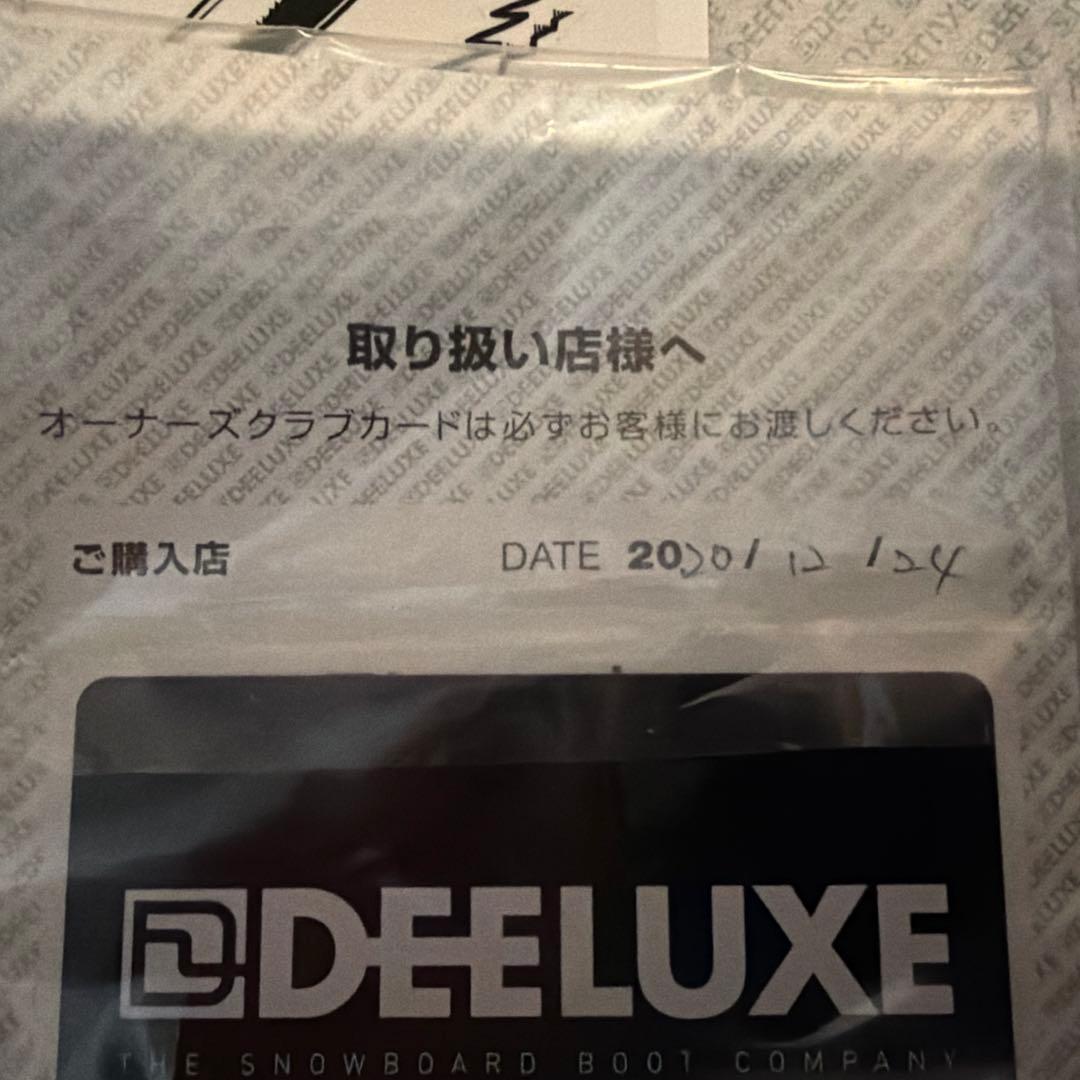 取り扱い店様へ
オーナーズクラブカードは必ずお客様にお渡しください。
ご購入店 DATE 2020/ 12 /24
DEELUXE
THE SNOWBOARD BOOT COMPANY